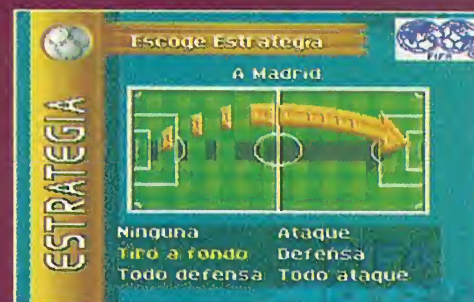 Escoge Estrategia
FIFA
A Madrid
ESTRATEGIA
Ninguna Ataque
Tiro a fondo Defensa
Todo defensa Todo ataque